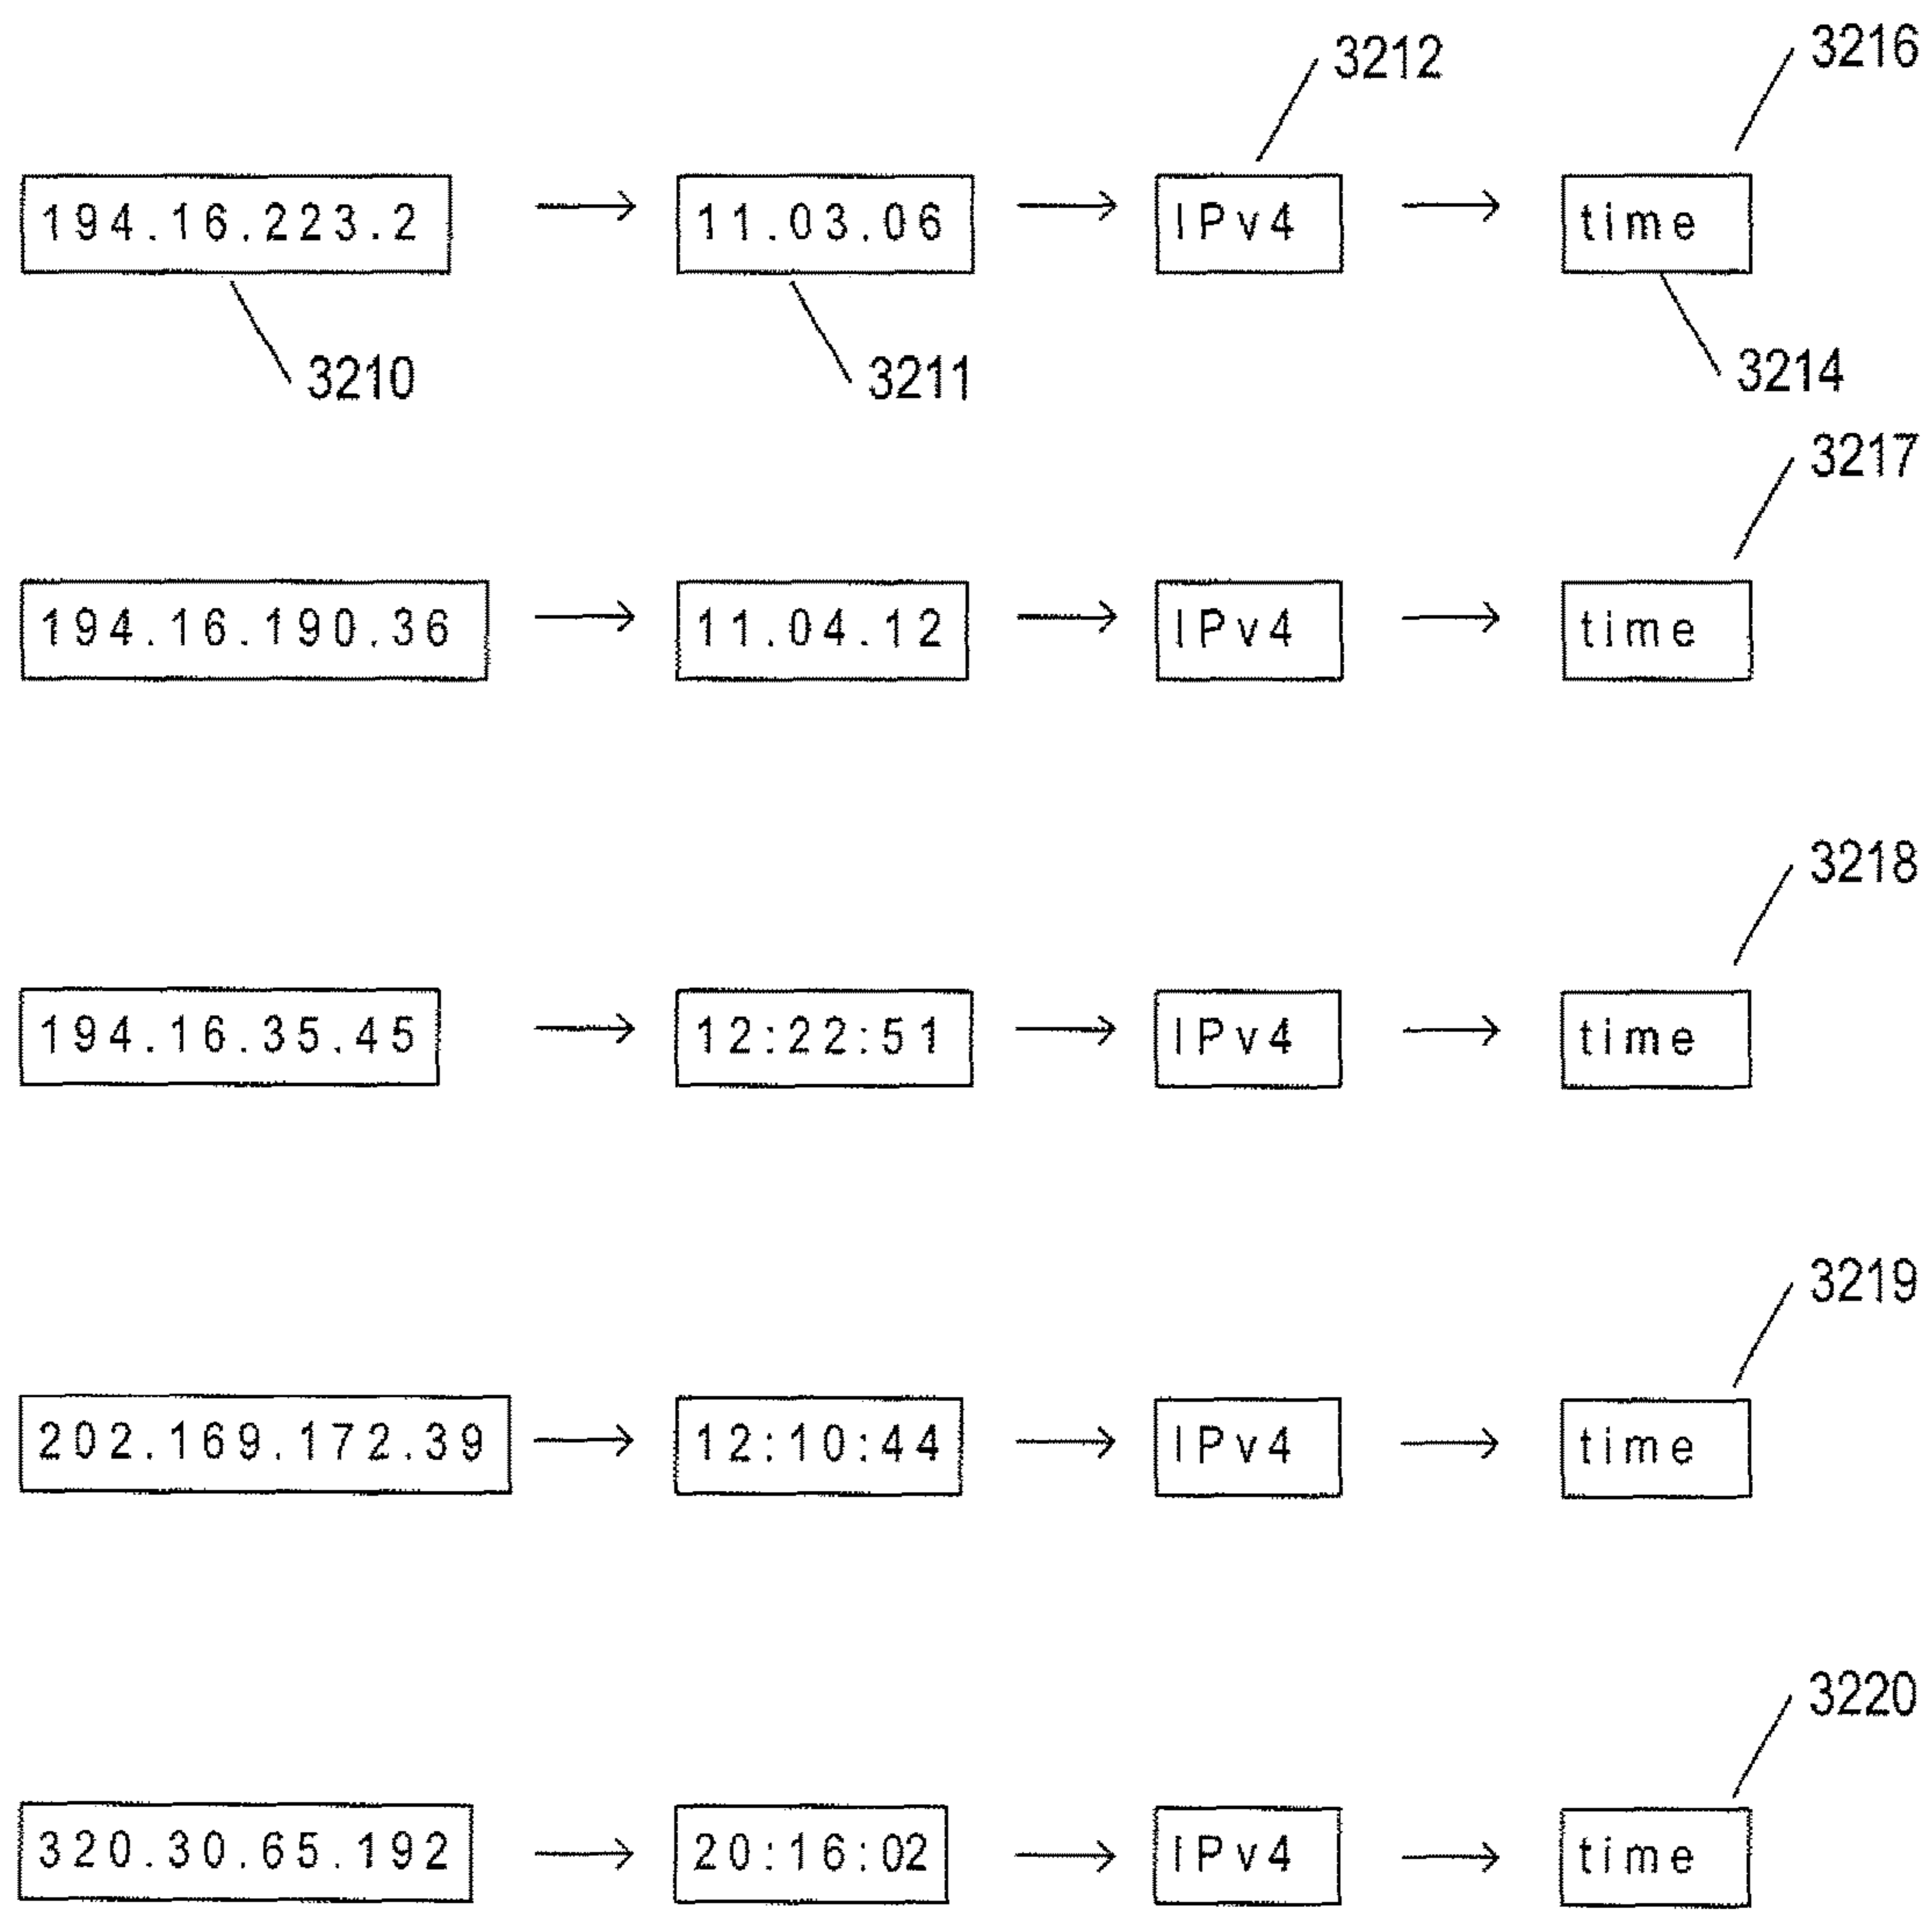 3212 3216
194.16.223.2 → 11.03.06 → IPv4 → time
3210 3211 3214
3217
194.16.190.36 → 11.04.12 → IPv4 → time
3218
194.16.35.45 → 12:22:51 → IPv4 → time
3219
202.169.172.39 → 12:10:44 → IPv4 → time
3220
320.30.65.192 → 20:16:02 → IPv4 → time